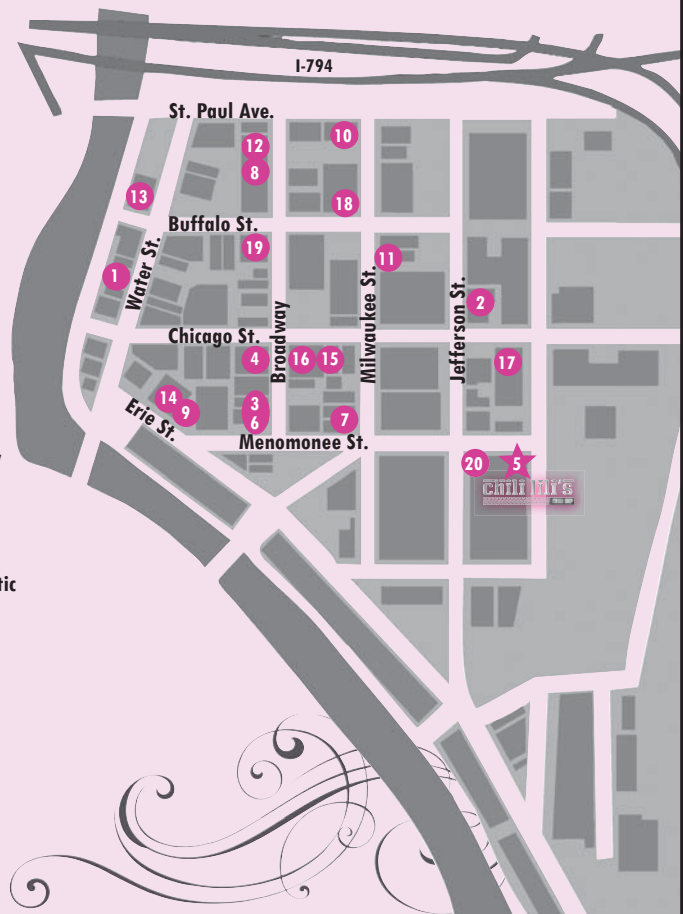 I-794
St. Paul Ave.
12
10
8
13
18
Buffalo St.
19
11
1
Water St.
2
Broadway
Milwaukee St.
Jefferson St.
Chicago St.
4
16
15
17
14
3
9
6
7
Erie St.
Menomonee St.
20
5
chili lili's
tic